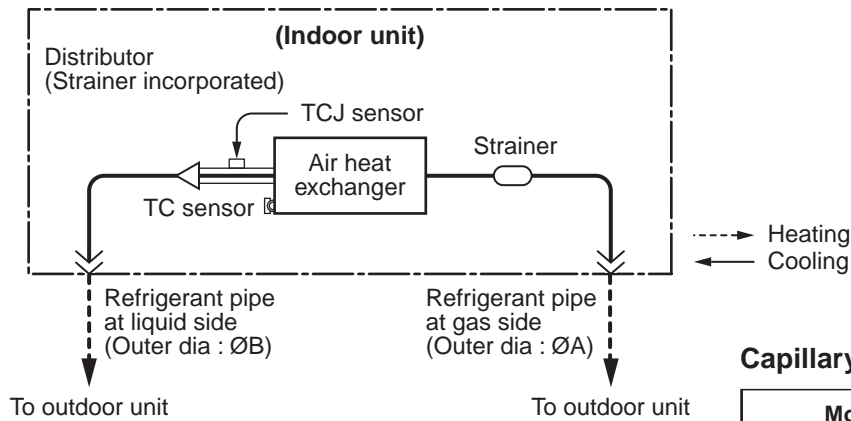 (Indoor unit)
Distributor
(Strainer incorporated)
TCJ sensor
Air heat
exchanger
Strainer
TC sensor
Heating
Cooling
Refrigerant pipe
at liquid side
(Outer dia : ØB)
Refrigerant pipe
at gas side
(Outer dia : ØA)
To outdoor unit
To outdoor unit
Capillary